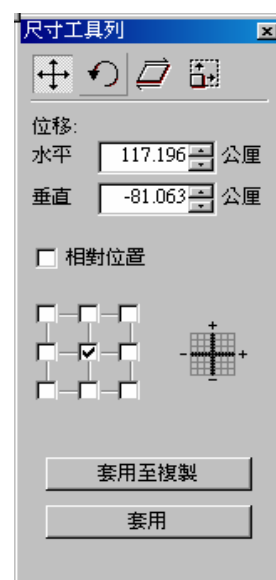 尺寸工具列
位移:
水平 117.196 公厘
垂直 -81.063 公厘
相對位置
+
- +
-
套用至複製
套用